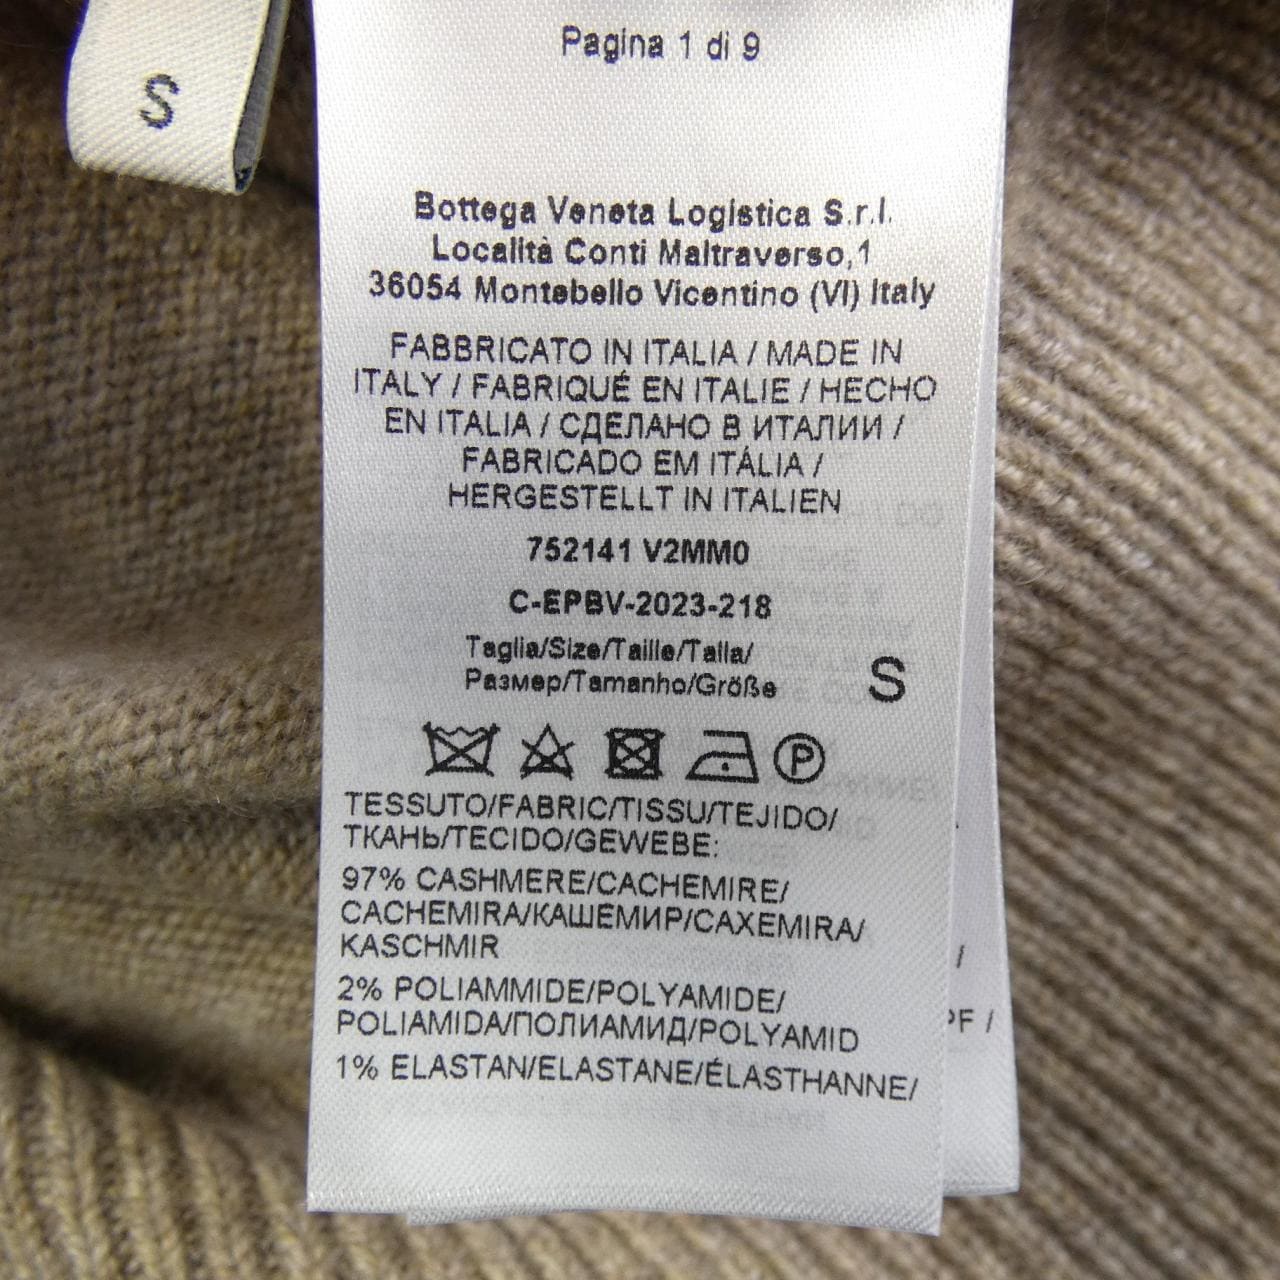 S
Pagina 1 di 9
Bottega Veneta Logistica S.r.l.
Località Conti Maltraverso,1
36054 Montebello Vicentino (VI) Italy
FABBRICATO IN ITALIA / MADE IN
ITALY / FABRIQUÉ EN ITALIE / HECHO
EN ITALIA / СДЕЛАНО В ИТАЛИИ /
FABRICADO EM ITÁLIA /
HERGESTELLT IN ITALIEN
752141 V2MM0
C-EPBV-2023-218
Taglia/Size/Taille/Talla/
Размер/Tamanho/Größe
S
P
TESSUTO/FABRIC/TISSU/TEJIDO/
ТКАНЬ/TECIDO/GEWEBE:
97% CASHMERE/CACHEMIRE/
CACHEMIRA/КАШЕМИР/CAXEMIRA/
KASCHMIR
2% POLIAMMIDE/POLYAMIDE/
POLIAMIDA/ПОЛИАМИД/POLYAMID
1% ELASTAN/ELASTANE/ÉLASTHANNE/